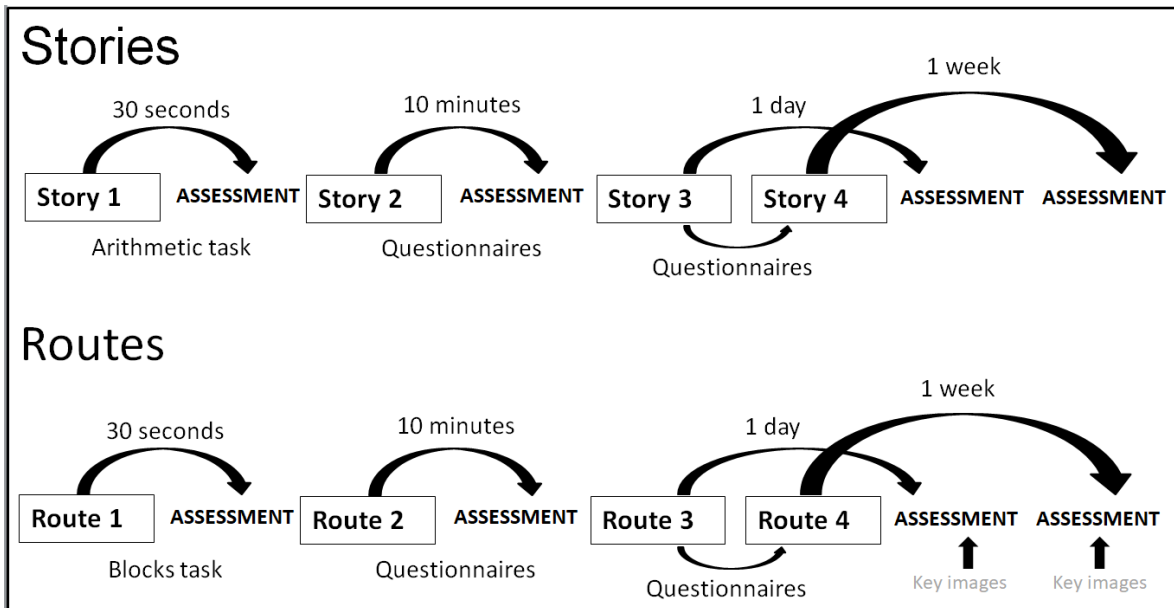 Stories
30 seconds
10 minutes
1 day
1 week
Story 1
ASSESSMENT
Story 2
ASSESSMENT
Story 3
Story 4
ASSESSMENT
ASSESSMENT
Arithmetic task
Questionnaires
Questionnaires
Routes
30 seconds
10 minutes
1 day
1 week
Route 1
ASSESSMENT
Route 2
ASSESSMENT
Route 3
Route 4
ASSESSMENT
ASSESSMENT
Blocks task
Questionnaires
Questionnaires
Key images
Key images